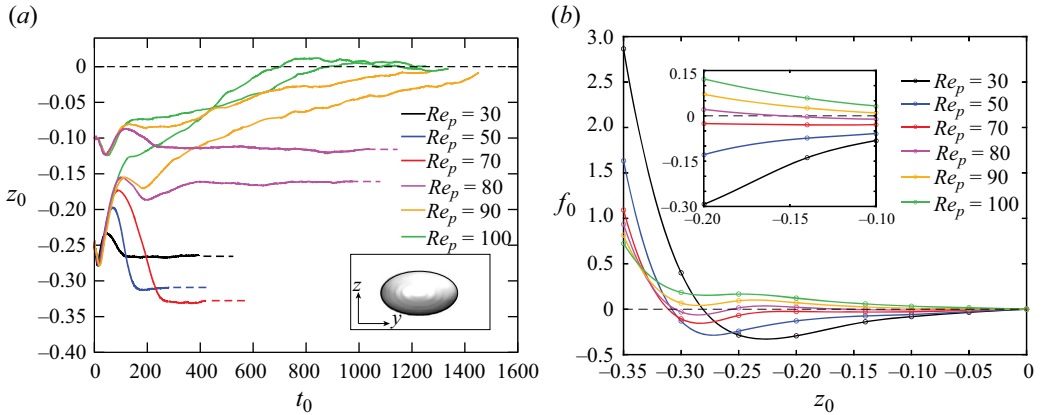 (a)
(b)
0
200
400
600
800
1000
1200
1400
1600
0
−0.05
−0.10
−0.15
−0.20
−0.25
−0.30
−0.35
−0.40
z0
t0
Rep = 30
Rep = 50
Rep = 70
Rep = 80
Rep = 90
Rep = 100
z
y
3.0
2.5
2.0
1.5
1.0
0.5
0
−0.5
f0
0.15
0
−0.15
−0.30
−0.20
−0.15
−0.10
Rep = 30
Rep = 50
Rep = 70
Rep = 80
Rep = 90
Rep = 100
−0.35
−0.30
−0.25
−0.20
−0.15
−0.10
−0.05
0
z0